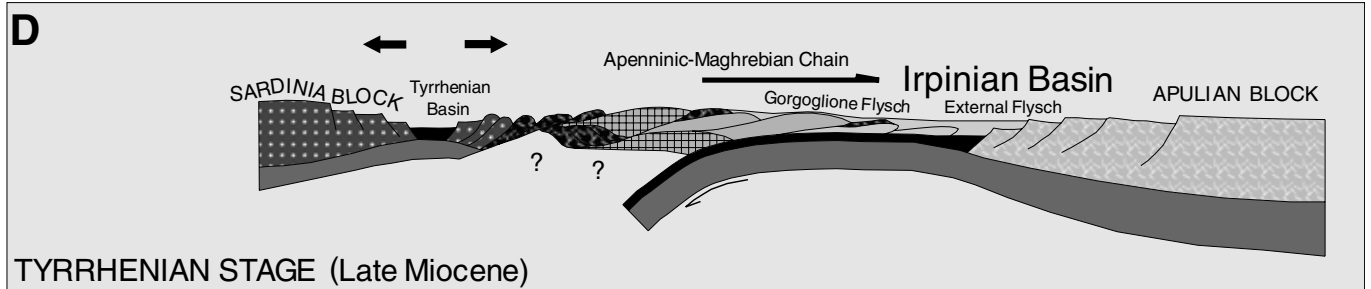 D
SARDINIA BLOCK
Tyrrhenian
Basin
Apenninic-Maghrebian Chain
Gorgoglione Flysch
Irpinian Basin
External Flysch
APULIAN BLOCK
?
?
TYRRHENIAN STAGE (Late Miocene)